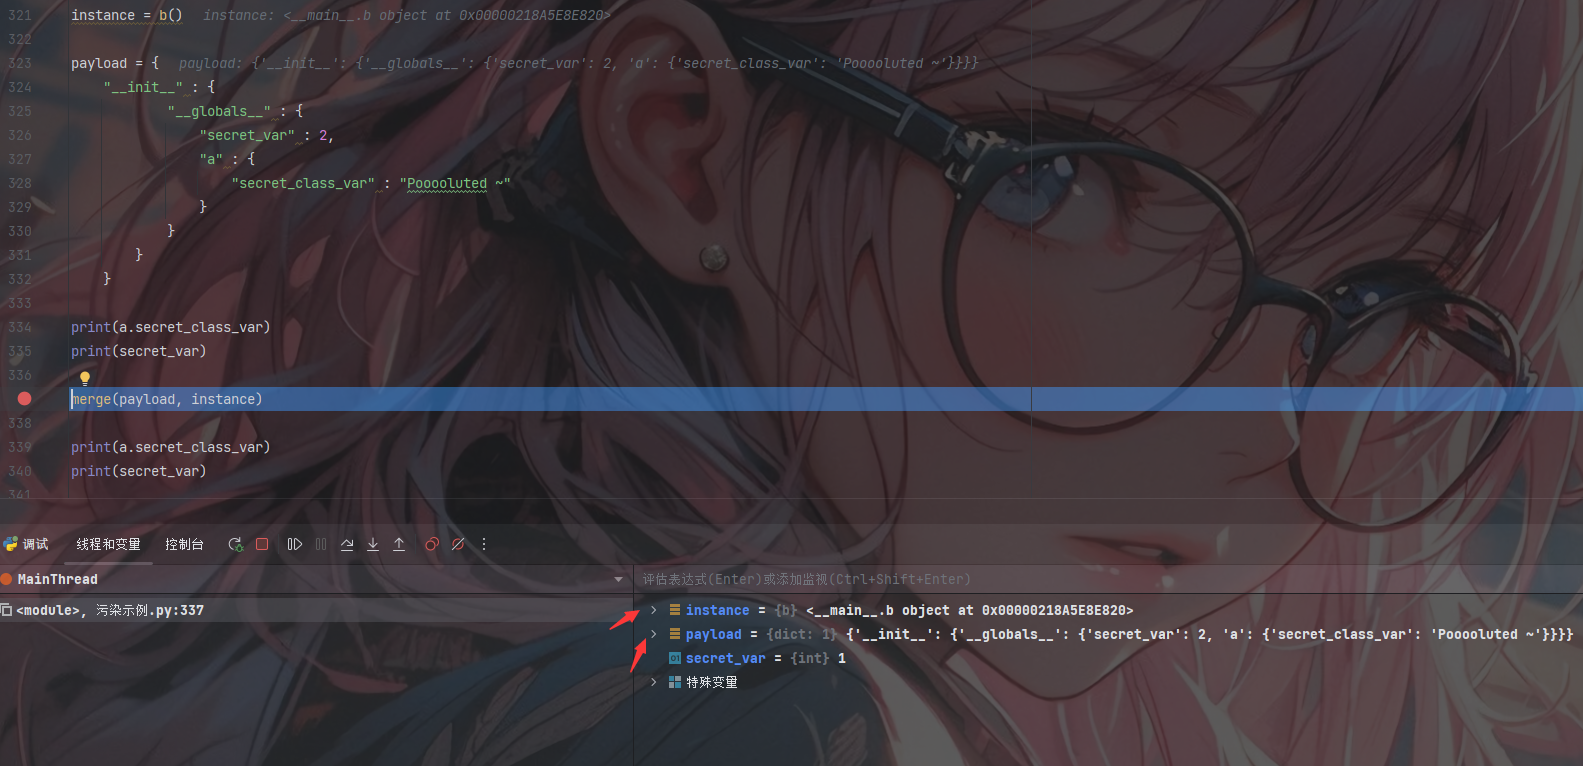 321 instance = b() instance: <__main__.b object at 0x00000218A5E8E820>
322
323 payload = { payload: {'__init__': {'__globals__': {'secret_var': 2, 'a': {'secret_class_var': 'Pooooluted ~'}}}}
324 "__init__" : {
325 "__globals__" : {
326 "secret_var" : 2,
327 "a" : {
328 "secret_class_var" : "Pooooluted ~"
329 }
330 }
331 }
332 }
333
334 print(a.secret_class_var)
335 print(secret_var)
336
merge(payload, instance)
338
339 print(a.secret_class_var)
340 print(secret_var)
341
调试 线程和变量 控制台
MainThread
评估表达式(Enter)或添加监视(Ctrl+Shift+Enter)
<module>, 污染示例.py:337
instance = {b} <__main__.b object at 0x00000218A5E8E820>
payload = {dict: 1} {'__init__': {'__globals__': {'secret_var': 2, 'a': {'secret_class_var': 'Pooooluted ~'}}}}
01 secret_var = {int} 1
特殊变量